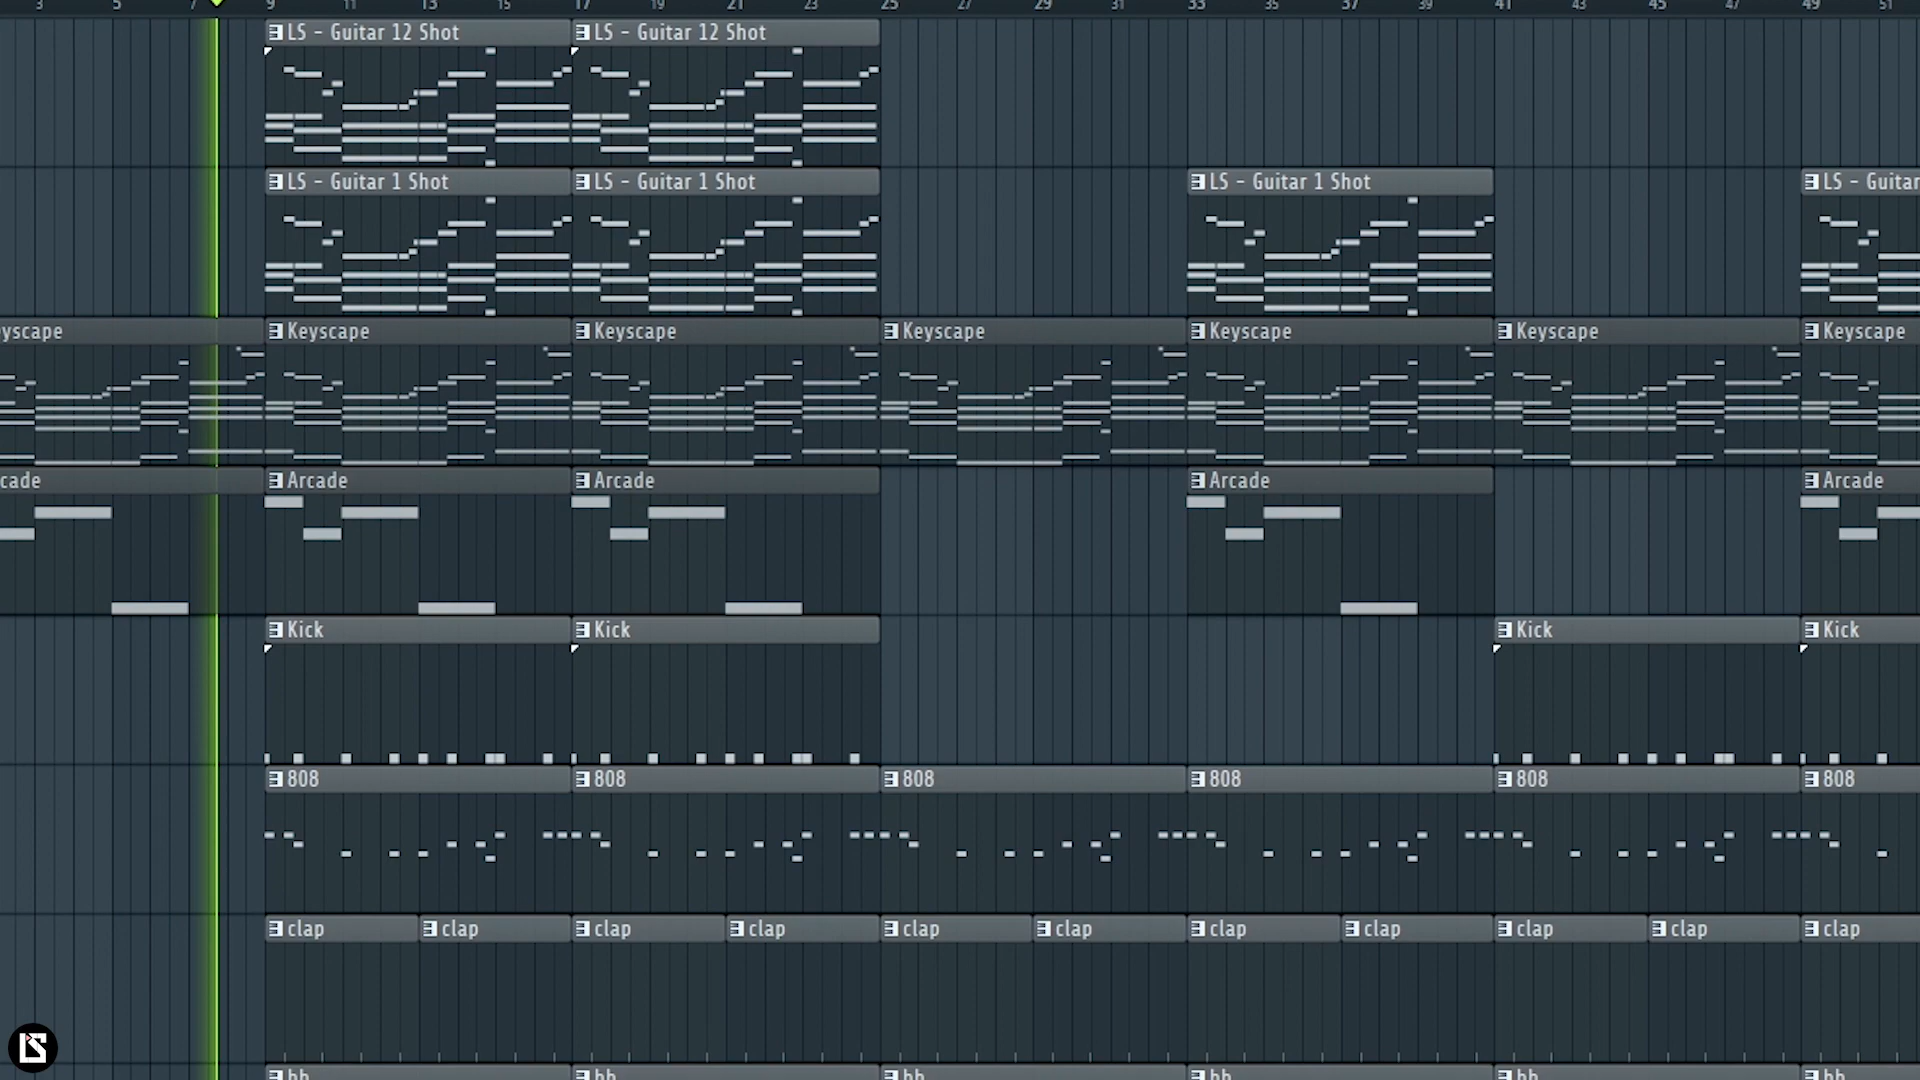 3 5 7 9 11 13 15 17 19 21 23 25 27 29 31 33 35 37 39 41 43 45 47 49 51
LS - Guitar 12 Shot LS - Guitar 12 Shot
LS - Guitar 1 Shot LS - Guitar 1 Shot LS - Guitar 1 Shot LS - Guitar
yscape Keyscape Keyscape Keyscape Keyscape Keyscape Keyscape
cade Arcade Arcade Arcade Arcade
Kick Kick Kick Kick
808 808 808 808 808 808
clap clap clap clap clap clap clap clap clap clap clap
LS